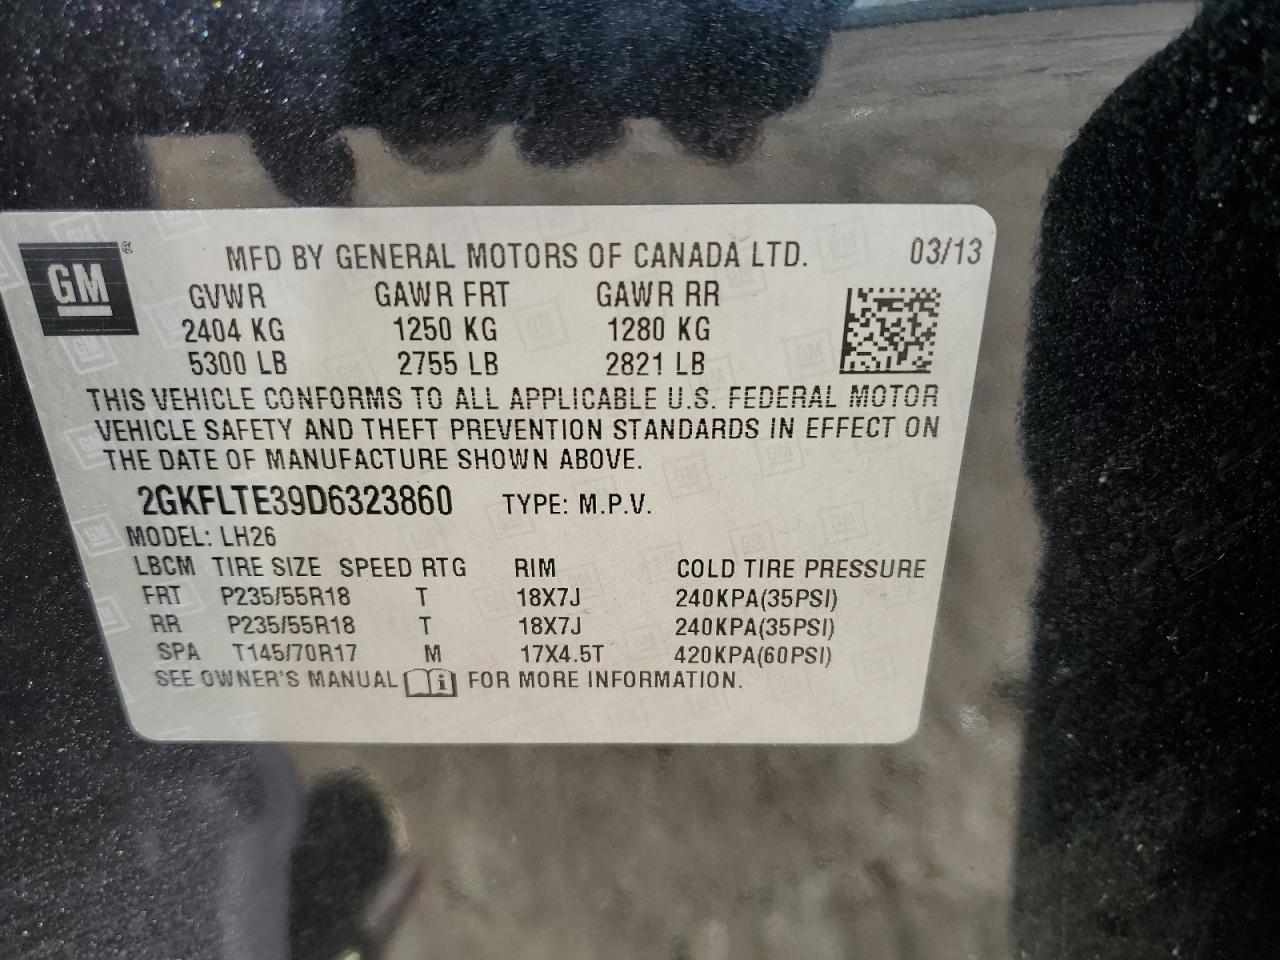 GM ® MFD BY GENERAL MOTORS OF CANADA LTD. 03/13
GVWR GAWR FRT GAWR RR
2404 KG 1250 KG 1280 KG
5300 LB 2755 LB 2821 LB
THIS VEHICLE CONFORMS TO ALL APPLICABLE U.S. FEDERAL MOTOR
VEHICLE SAFETY AND THEFT PREVENTION STANDARDS IN EFFECT ON
THE DATE OF MANUFACTURE SHOWN ABOVE.
2GKFLTE39D6323860 TYPE: M.P.V.
MODEL: LH26
LBCM TIRE SIZE SPEED RTG RIM COLD TIRE PRESSURE
FRT P235/55R18 T 18X7J 240KPA(35PSI)
RR P235/55R18 T 18X7J 240KPA(35PSI)
SPA T145/70R17 M 17X4.5T 420KPA(60PSI)
SEE OWNER'S MANUAL i FOR MORE INFORMATION.